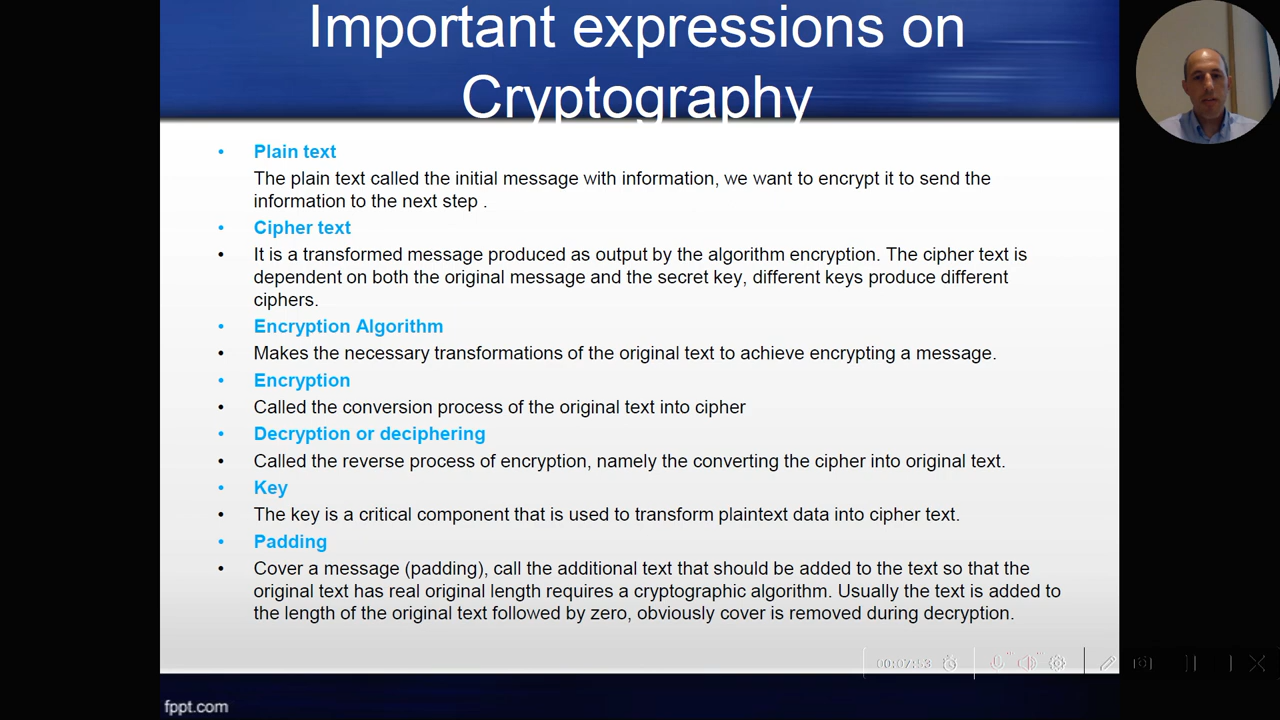 Important expressions on
Cryptography
• Plain text
The plain text called the initial message with information, we want to encrypt it to send the
information to the next step .
• Cipher text
• It is a transformed message produced as output by the algorithm encryption. The cipher text is
dependent on both the original message and the secret key, different keys produce different
ciphers.
• Encryption Algorithm
• Makes the necessary transformations of the original text to achieve encrypting a message.
• Encryption
• Called the conversion process of the original text into cipher
• Decryption or deciphering
• Called the reverse process of encryption, namely the converting the cipher into original text.
• Key
• The key is a critical component that is used to transform plaintext data into cipher text.
• Padding
• Cover a message (padding), call the additional text that should be added to the text so that the
original text has real original length requires a cryptographic algorithm. Usually the text is added to
the length of the original text followed by zero, obviously cover is removed during decryption.
00:07:53
fppt.com